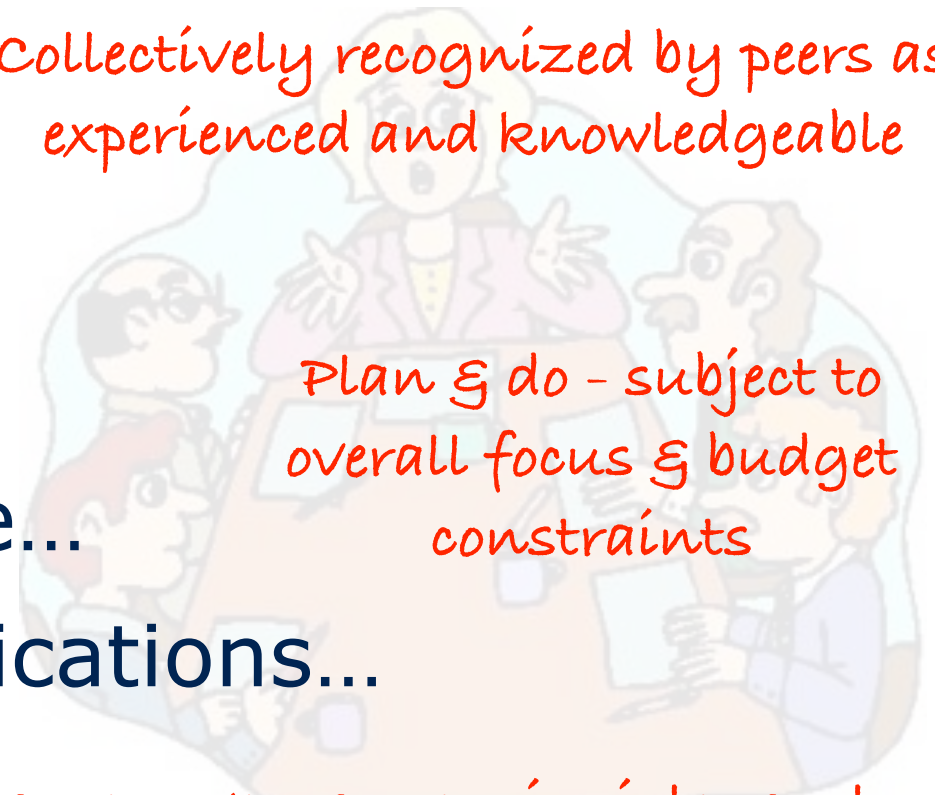 Collectively recognized by peers as
experienced and knowledgeable
Plan & do - subject to
overall focus & budget
constraints
e...
ications...